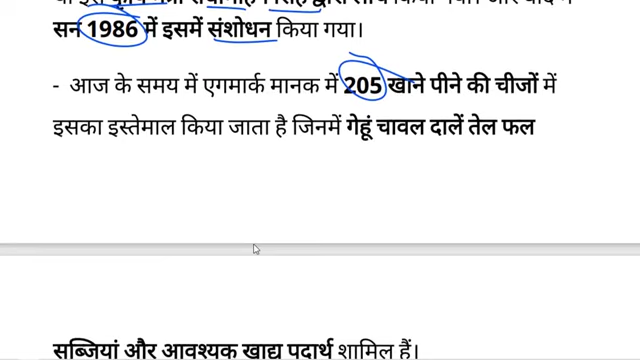 सन 1986 में इसमें संशोधन किया गया।
- आज के समय में एगमार्क मानक में 205 खाने पीने की चीजों में
इसका इस्तेमाल किया जाता है जिनमें गेहूं चावल दालें तेल फल
सब्जियां और आवश्यक खाद्य पदार्थ शामिल हैं।